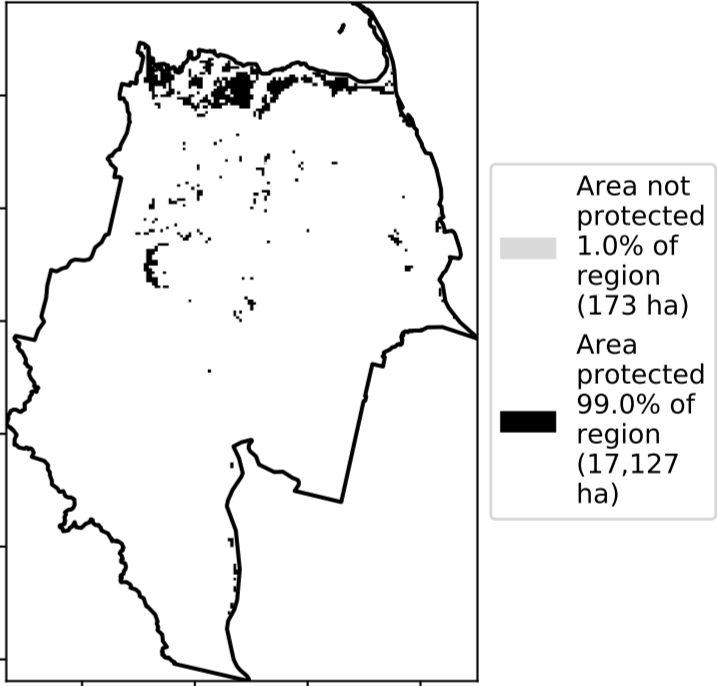 Area not
protected
1.0% of
region
(173 ha)
Area
protected
99.0% of
region
(17,127
ha)